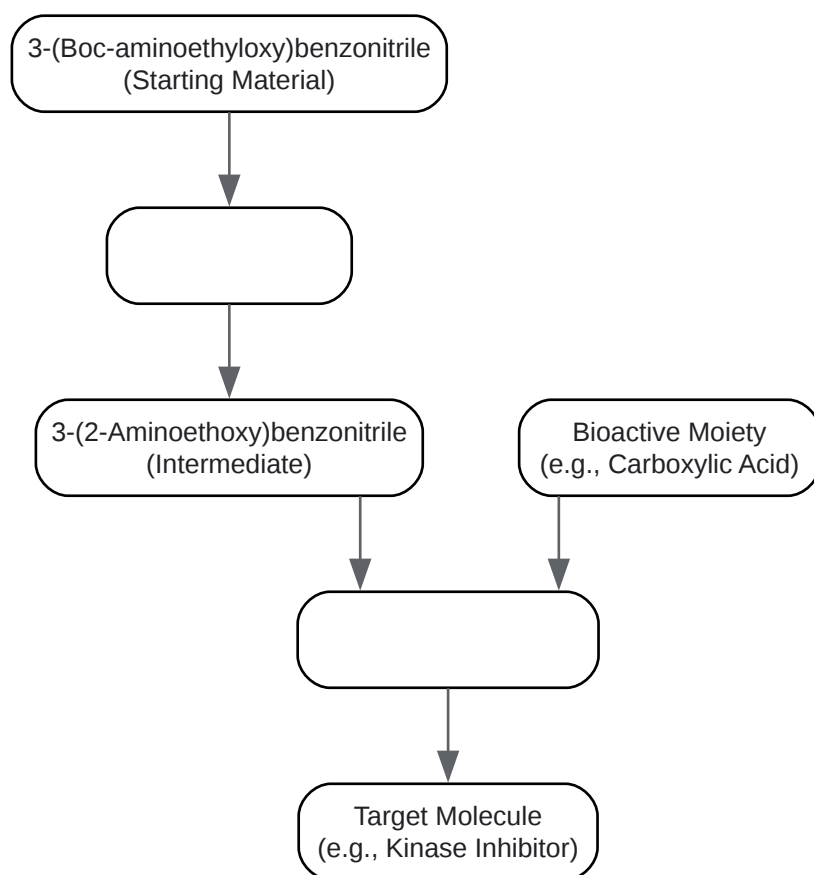 3-(Boc-aminoethyloxy)benzonitrile
(Starting Material)
3-(2-Aminoethoxy)benzonitrile
(Intermediate)
Bioactive Moiety
(e.g., Carboxylic Acid)
Target Molecule
(e.g., Kinase Inhibitor)